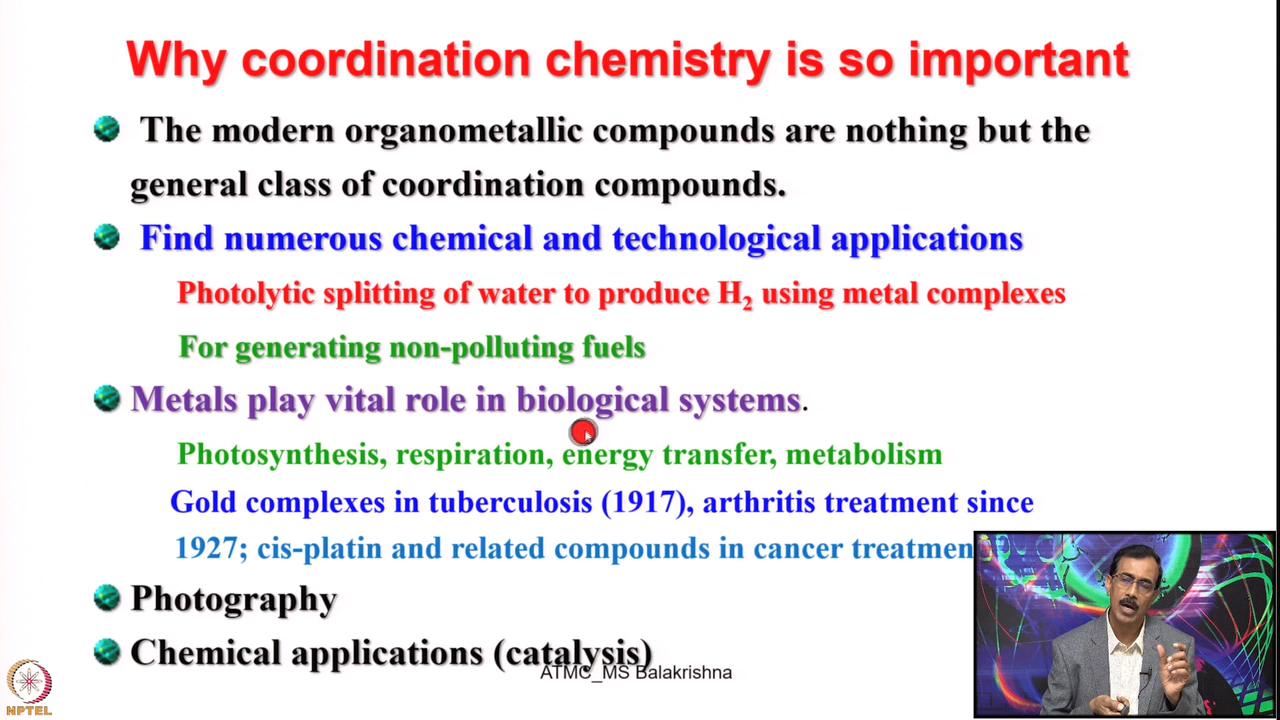 Why coordination chemistry is so important
The modern organometallic compounds are nothing but the
general class of coordination compounds.
Find numerous chemical and technological applications
Photolytic splitting of water to produce H₂ using metal complexes
For generating non-polluting fuels
Metals play vital role in biological systems.
Photosynthesis, respiration, energy transfer, metabolism
Gold complexes in tuberculosis (1917), arthritis treatment since
1927; cis-platin and related compounds in cancer treatmen
Photography
Chemical applications (catalysis)
ATMC_MS Balakrishna
NPTEL